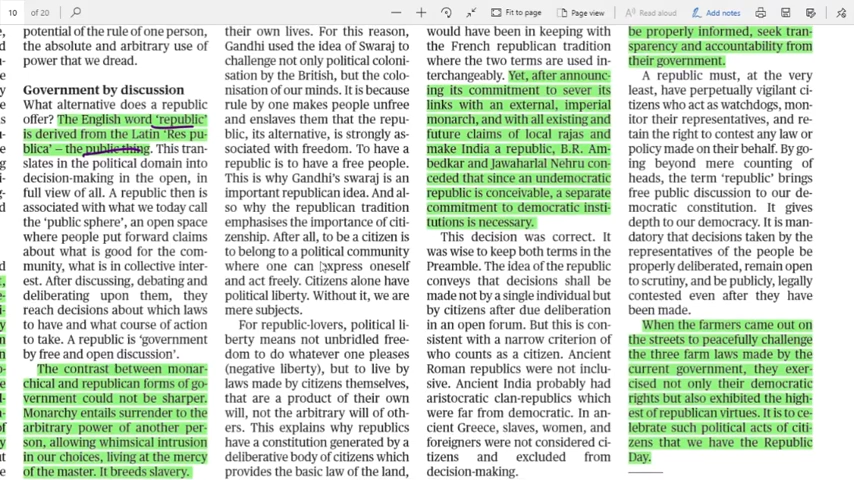 10 of 20
Fit to page
Page view
Read aloud
Add notes
potential of the rule of one person,
the absolute and arbitrary use of
power that we dread.
Government by discussion
What alternative does a republic
offer? The English word ‘republic’
is derived from the Latin ‘Res pu-
blica’ – the public thing. This tran-
slates in the political domain into
decision-making in the open, in
full view of all. A republic then is
associated with what we today call
the ‘public sphere’, an open space
where people put forward claims
about what is good for the com-
munity, what is in collective inter-
est. After discussing, debating and
deliberating upon them, they
reach decisions about which laws
to have and what course of action
to take. A republic is ‘government
by free and open discussion’.
The contrast between monar-
chical and republican forms of go-
vernment could not be sharper.
Monarchy entails surrender to the
arbitrary power of another per-
son, allowing whimsical intrusion
in our choices, living at the mercy
of the master. It breeds slavery.
their own lives. For this reason,
Gandhi used the idea of Swaraj to
challenge not only political coloni-
sation by the British, but the colo-
nisation of our minds. It is because
rule by one makes people unfree
and enslaves them that the repu-
blic, its alternative, is strongly as-
sociated with freedom. To have a
republic is to have a free people.
This is why Gandhi’s swaraj is an
important republican idea. And al-
so why the republican tradition
emphasises the importance of citi-
zenship. After all, to be a citizen is
to belong to a political community
where one can express oneself
and act freely. Citizens alone have
political liberty. Without it, we are
mere subjects.
For republic-lovers, political li-
berty means not unbridled free-
dom to do whatever one pleases
(negative liberty), but to live by
laws made by citizens themselves,
that are a product of their own
will, not the arbitrary will of oth-
ers. This explains why republics
have a constitution generated by a
deliberative body of citizens which
provides the basic law of the land,
would have been in keeping with
the French republican tradition
where the two terms are used in-
terchangeably. Yet, after announc-
ing its commitment to sever its
links with an external, imperial
monarch, and with all existing and
future claims of local rajas and
make India a republic, B.R. Am-
bedkar and Jawaharlal Nehru con-
ceded that since an undemocratic
republic is conceivable, a separate
commitment to democratic insti-
tutions is necessary.
This decision was correct. It
was wise to keep both terms in the
Preamble. The idea of the republic
conveys that decisions shall be
made not by a single individual but
by citizens after due deliberation
in an open forum. But this is con-
sistent with a narrow criterion of
who counts as a citizen. Ancient
Roman republics were not inclu-
sive. Ancient India probably had
aristocratic clan-republics which
were far from democratic. In an-
cient Greece, slaves, women, and
foreigners were not considered ci-
tizens and excluded from
decision-making.
be properly informed, seek tran-
sparency and accountability from
their government.
A republic must, at the very
least, have perpetually vigilant ci-
tizens who act as watchdogs, mon-
itor their representatives, and re-
tain the right to contest any law or
policy made on their behalf. By go-
ing beyond mere counting of
heads, the term ‘republic’ brings
free public discussion to our de-
mocratic constitution. It gives
depth to our democracy. It is man-
datory that decisions taken by the
representatives of the people be
properly deliberated, remain open
to scrutiny, and be publicly, legally
contested even after they have
been made.
When the farmers came out on
the streets to peacefully challenge
the three farm laws made by the
current government, they exer-
cised not only their democratic
rights but also exhibited the high-
est of republican virtues. It is to ce-
lebrate such political acts of citi-
zens that we have the Republic
Day.